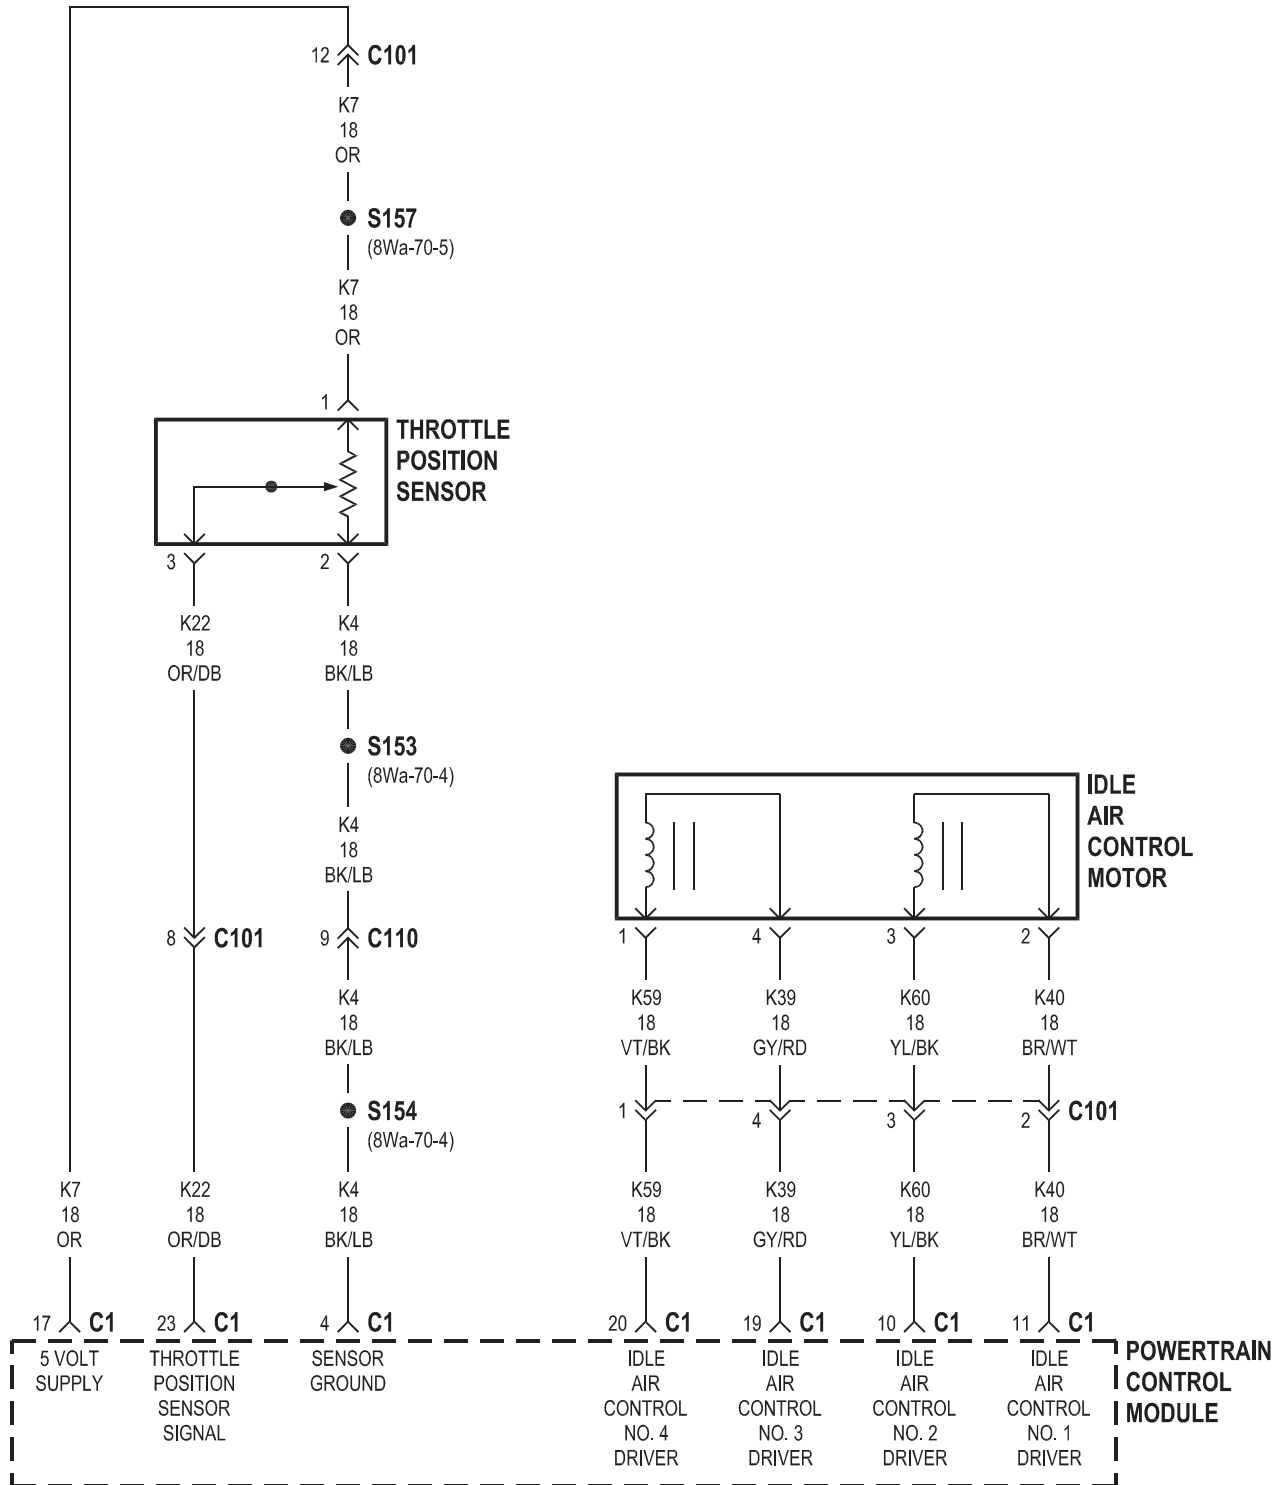 12 C101
K7
18
OR
S157
(8Wa-70-5)
K7
18
OR
1
THROTTLE
POSITION
SENSOR
3 2
K22 K4
18 18
OR/DB BK/LB
S153
(8Wa-70-4)
K4
18
BK/LB
IDLE
AIR
CONTROL
MOTOR
8 C101 9 C110 1 4 3 2
K4 K59 K39 K60 K40
18 18 18 18 18
BK/LB VT/BK GY/RD YL/BK BR/WT
S154 1 4 3 2 C101
(8Wa-70-4)
K7 K22 K4 K59 K39 K60 K40
18 18 18 18 18 18 18
OR OR/DB BK/LB VT/BK GY/RD YL/BK BR/WT
17 C1 23 C1 4 C1 20 C1 19 C1 10 C1 11 C1
5 VOLT
SUPPLY
THROTTLE
POSITION
SENSOR
SIGNAL
SENSOR
GROUND
IDLE
AIR
CONTROL
NO. 4
DRIVER
IDLE
AIR
CONTROL
NO. 3
DRIVER
IDLE
AIR
CONTROL
NO. 2
DRIVER
IDLE
AIR
CONTROL
NO. 1
DRIVER
POWERTRAIN
CONTROL
MODULE